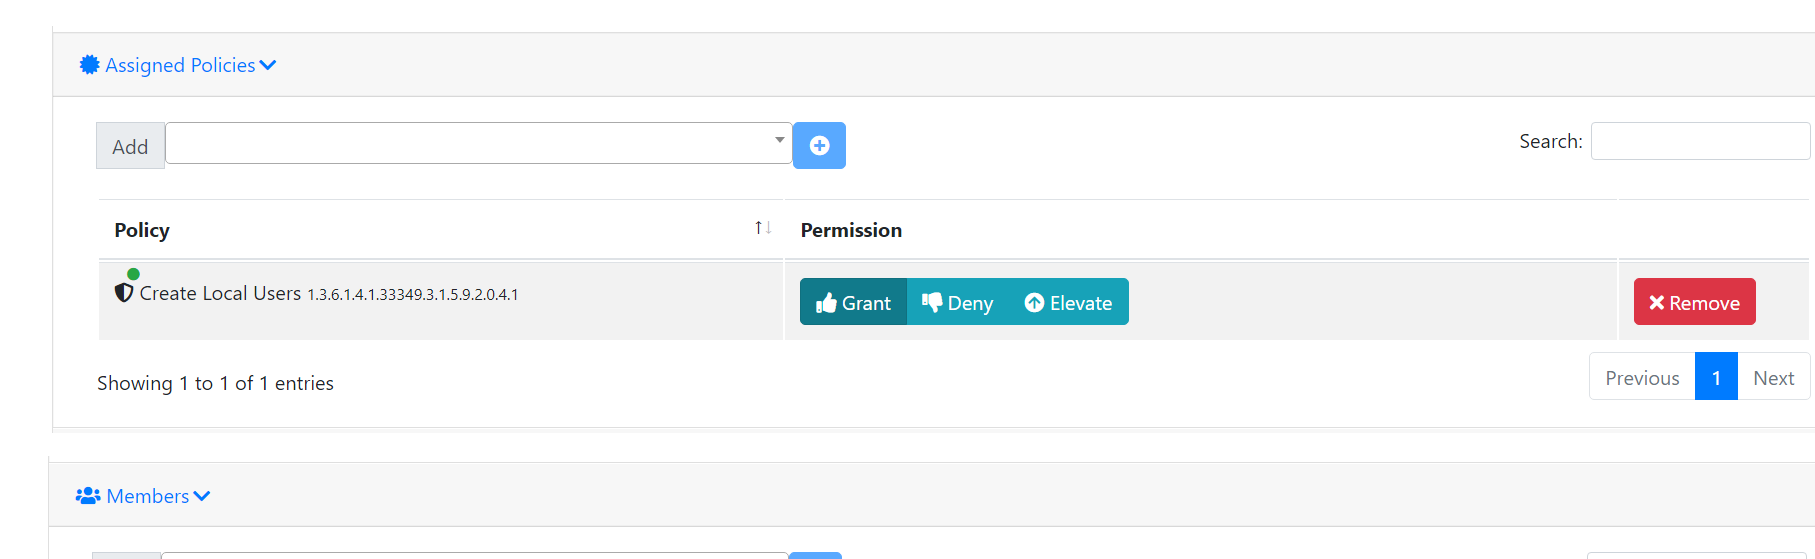 Assigned Policies
Add
Search:
Policy Permission
Create Local Users 1.3.6.1.4.1.33349.3.1.5.9.2.0.4.1 Grant Deny Elevate Remove
Showing 1 to 1 of 1 entries
Previous 1 Next
Members